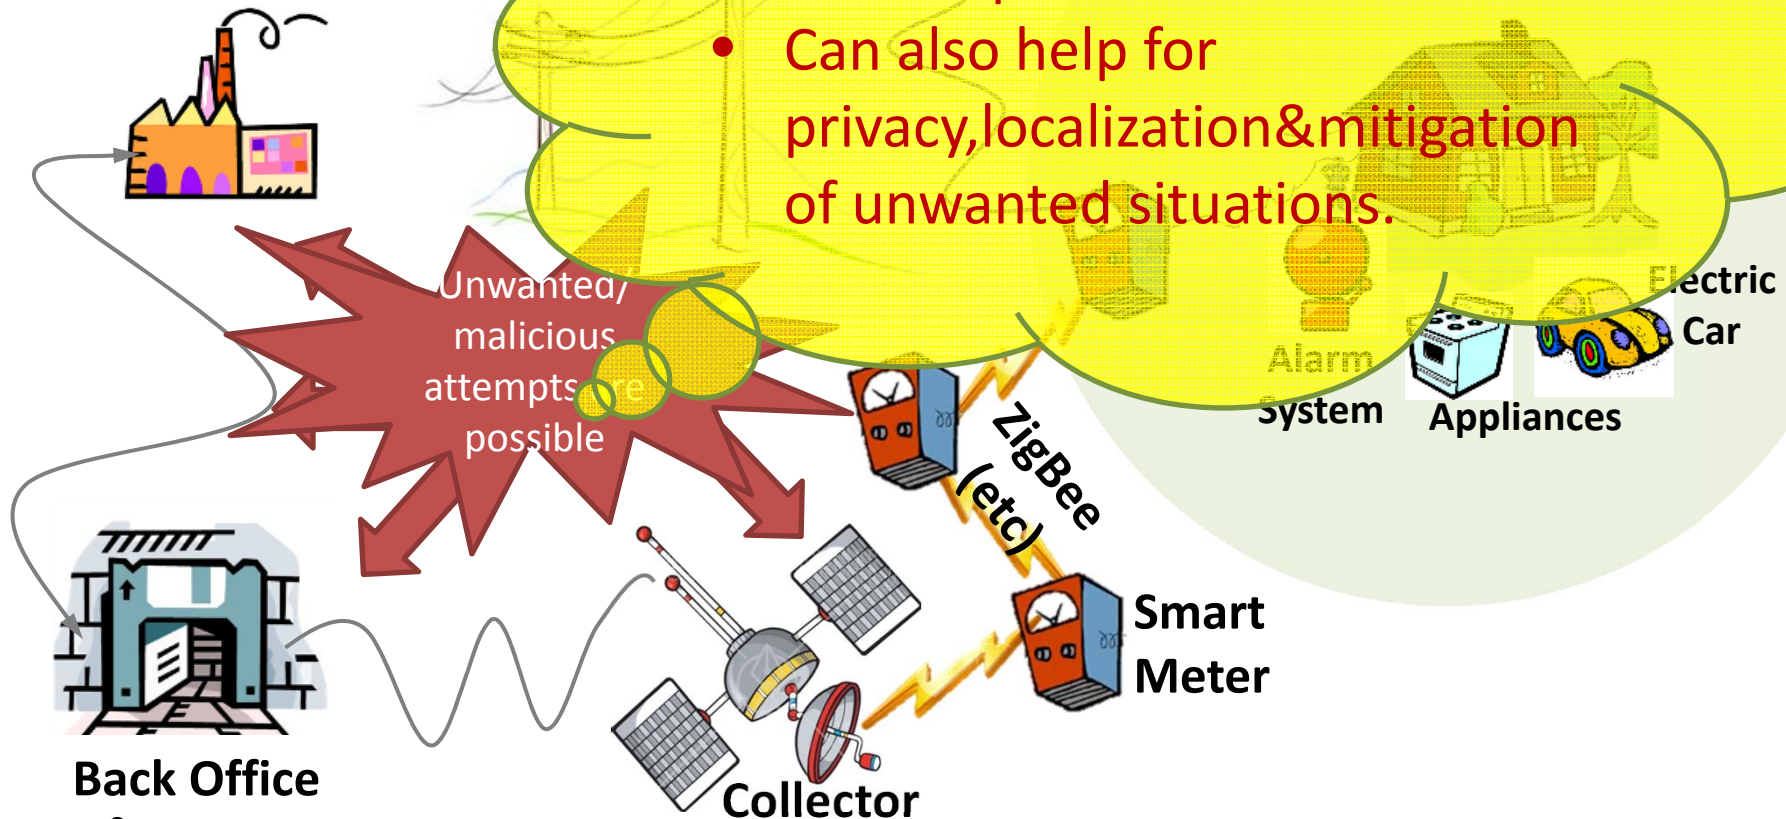 • Can also help for
privacy,localization&mitigation
of unwanted situations.
Unwanted/
malicious
attempts are
possible
Electric
Car
Alarm
System
Appliances
ZigBee
(etc)
Smart
Meter
Back Office
Collector